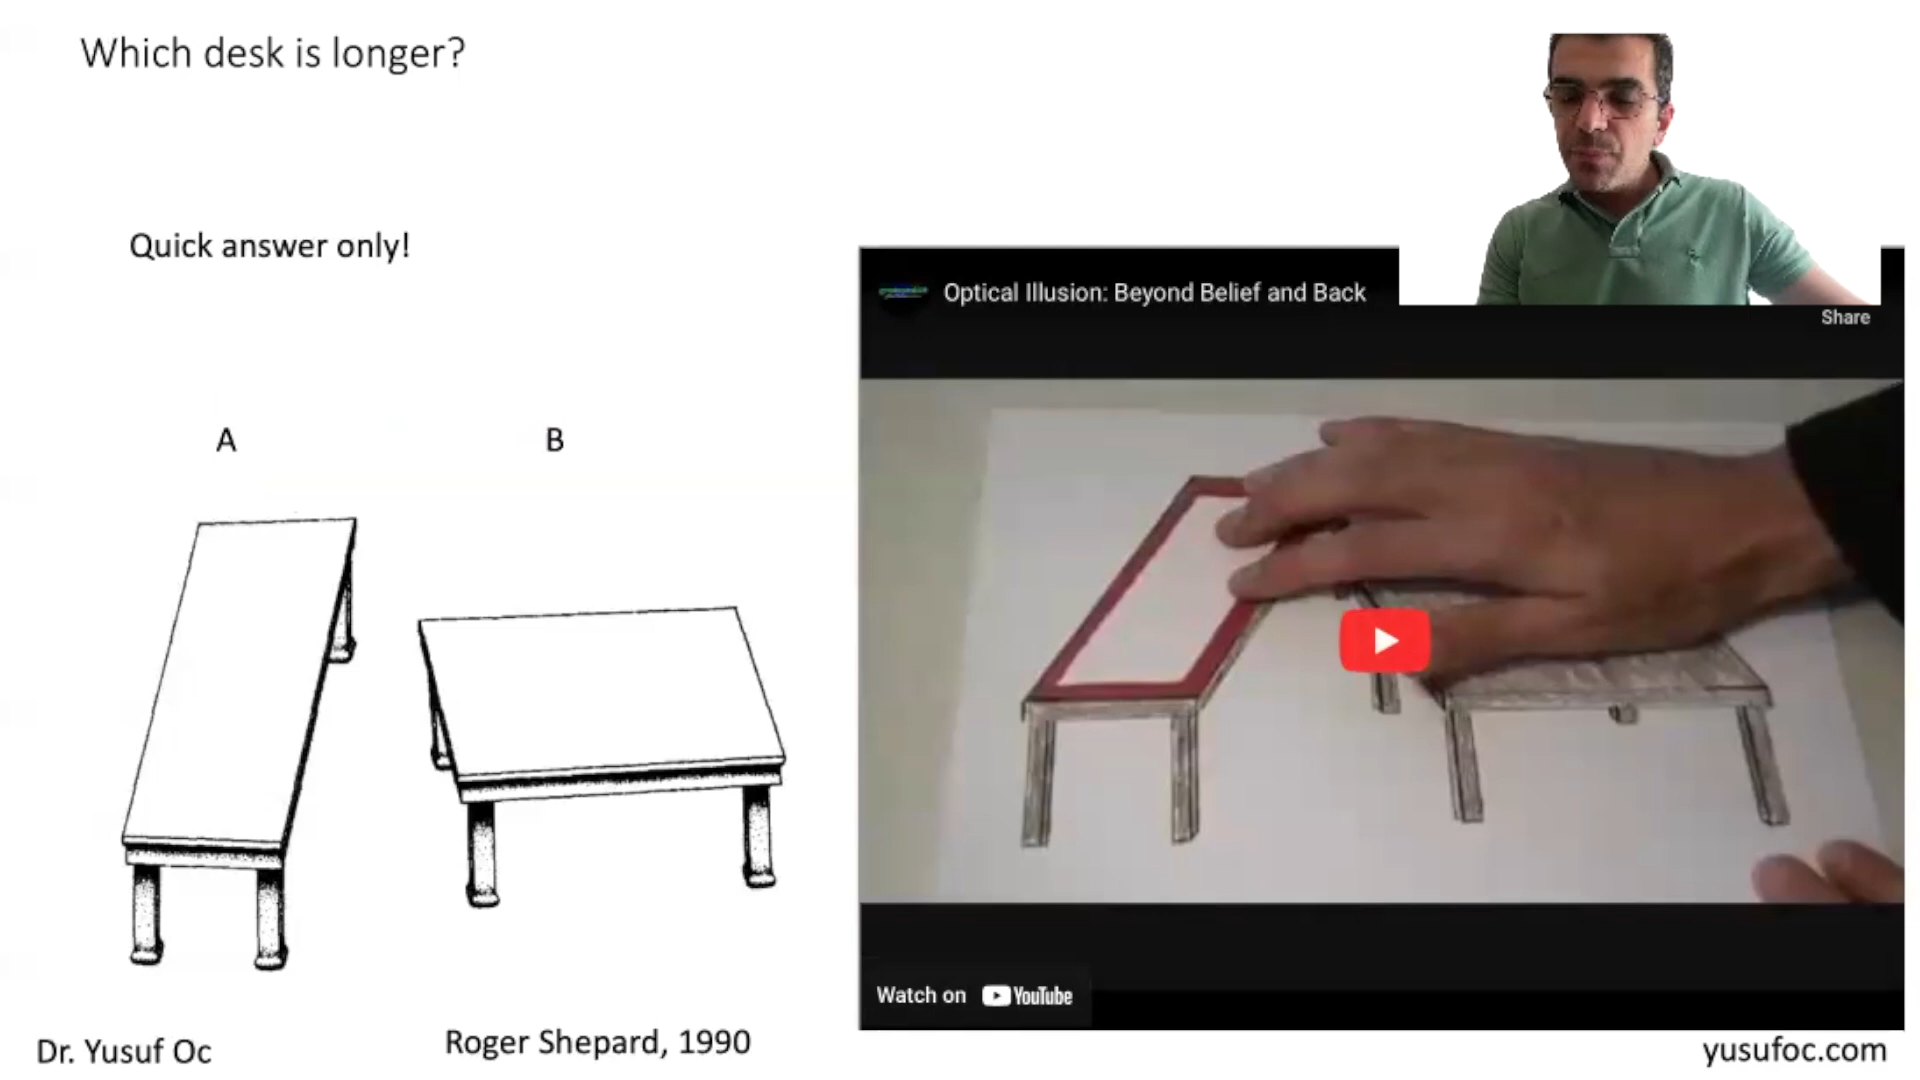 Which desk is longer?
Quick answer only!
A
B
Optical Illusion: Beyond Belief and Back
Share
Watch on YouTube
Dr. Yusuf Oc
Roger Shepard, 1990
yusufoc.com